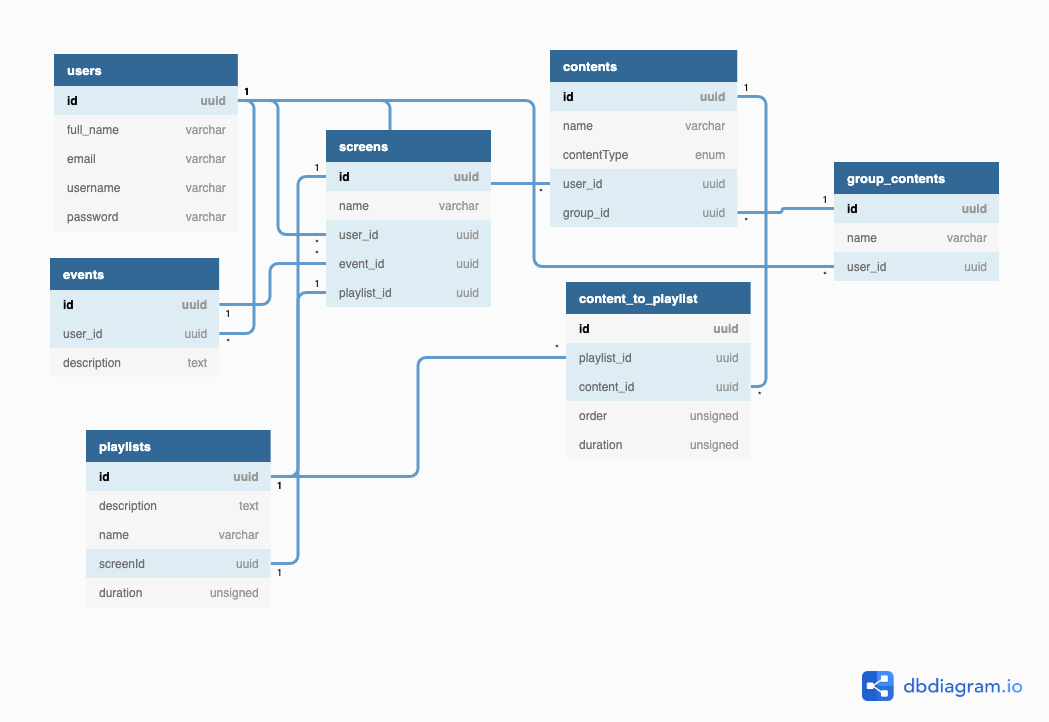 users
id uuid
full_name varchar
email varchar
username varchar
password varchar
1
events
id uuid
user_id uuid
description text
1
*
screens
id uuid
name varchar
user_id uuid
event_id uuid
playlist_id uuid
1
*
*
1
playlists
id uuid
description text
name varchar
screenId uuid
duration unsigned
1
1
contents
id uuid
name varchar
contentType enum
user_id uuid
group_id uuid
1
*
*
content_to_playlist
id uuid
playlist_id uuid
content_id uuid
order unsigned
duration unsigned
*
*
group_contents
id uuid
name varchar
user_id uuid
1
*
dbdiagram.io